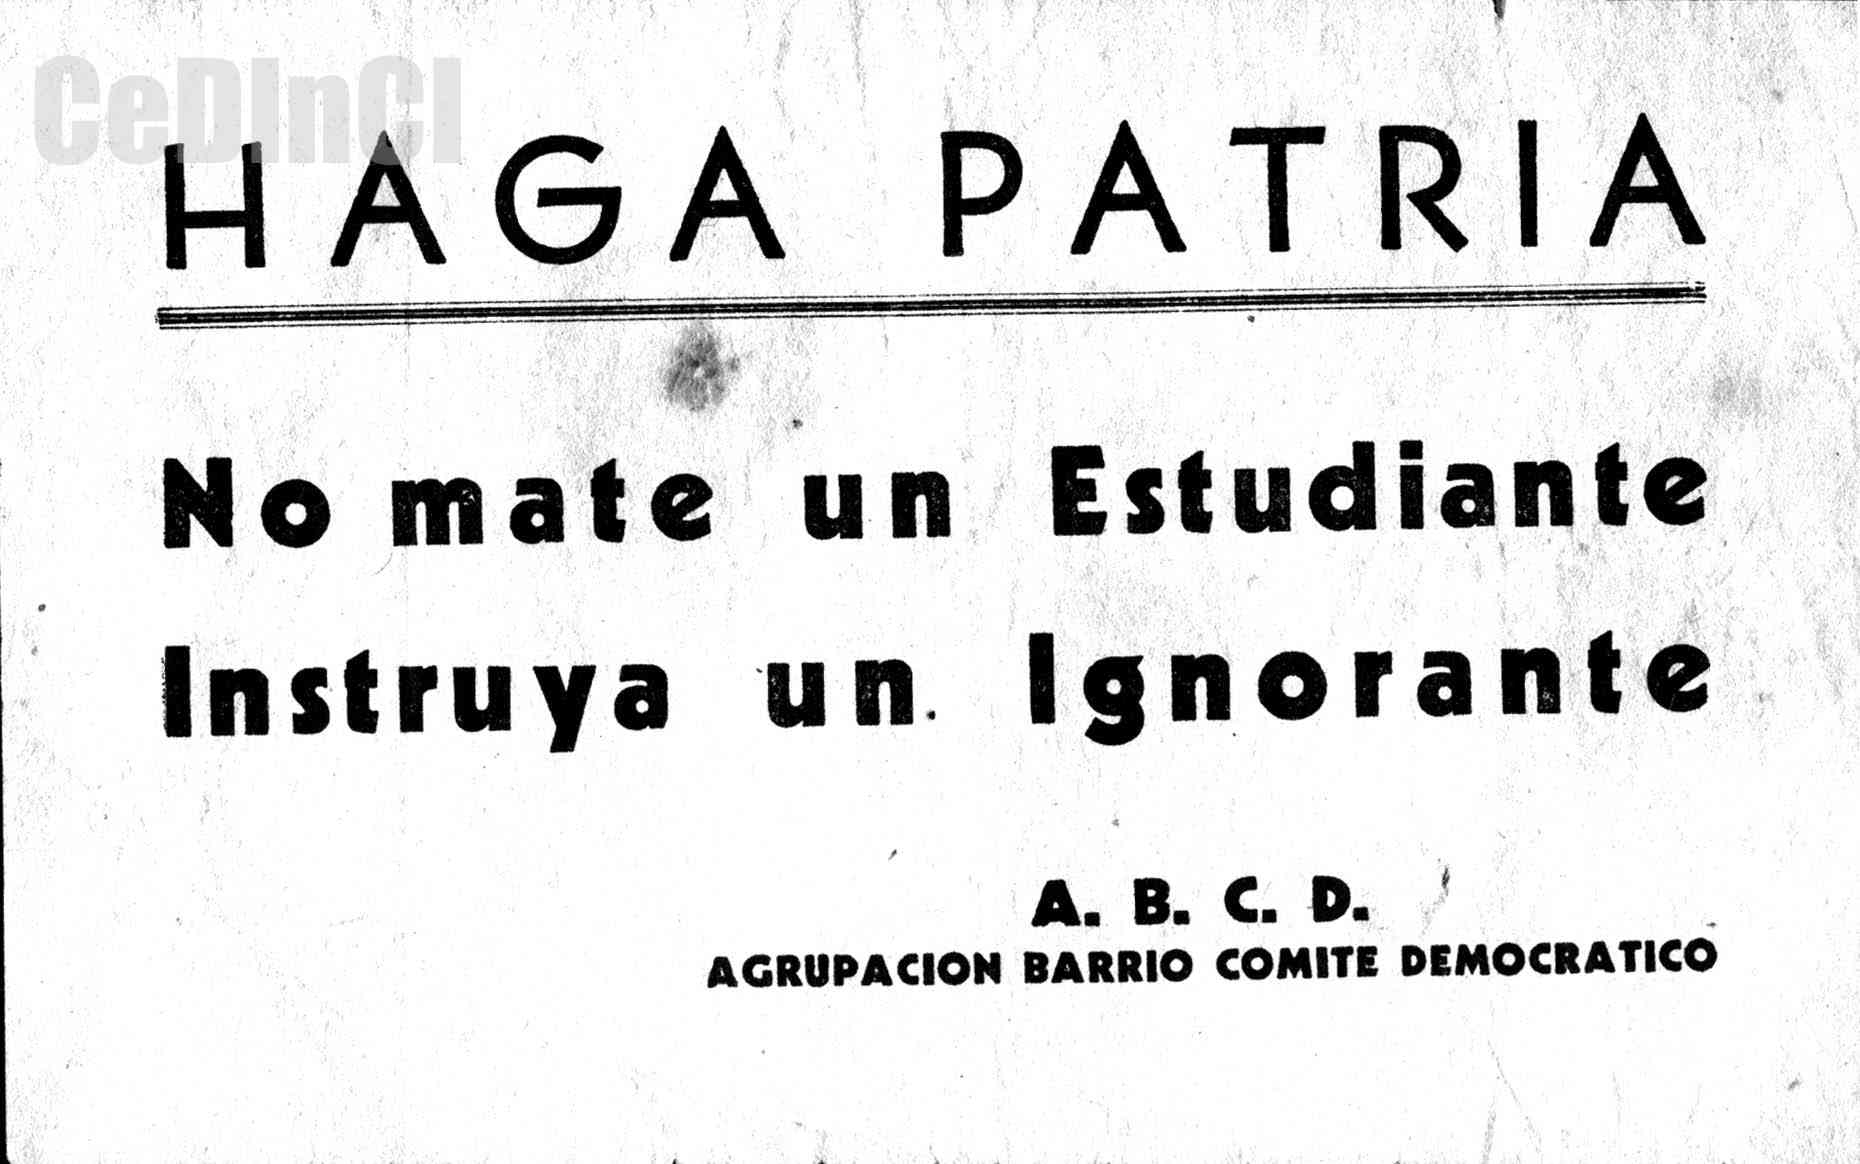 CeDInCI
HAGA PATRIA
No mate un Estudiante
Instruya un Ignorante
A. B. C. D.
AGRUPACION BARRIO COMITE DEMOCRATICO